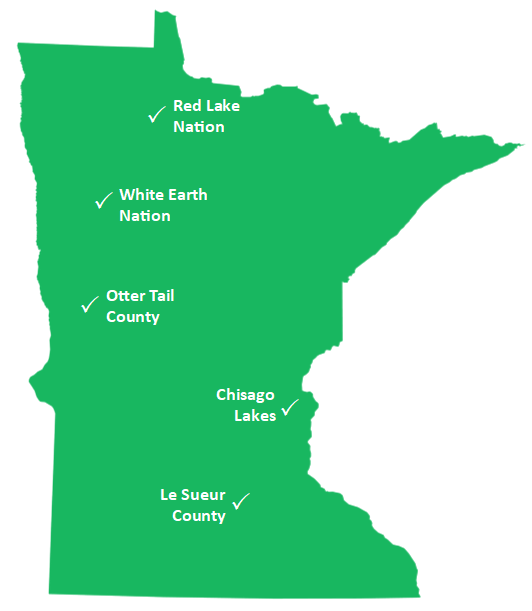 Red Lake
Nation
White Earth
Nation
Otter Tail
County
Chisago
Lakes
Le Sueur
County